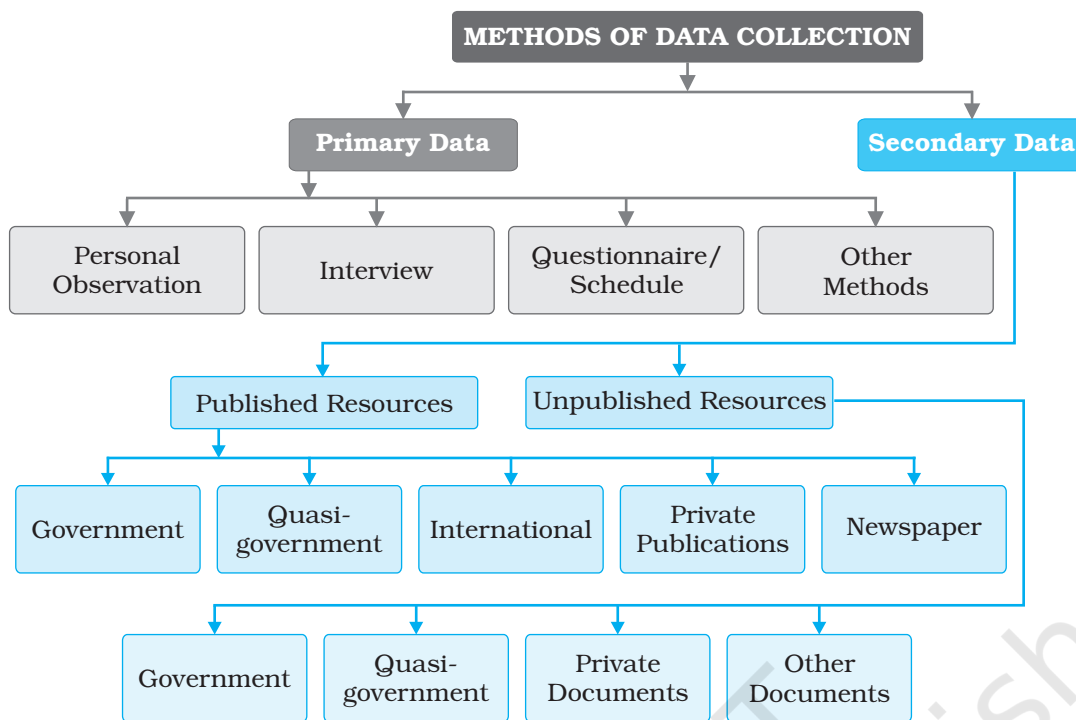 METHODS OF DATA COLLECTION
Primary Data
Secondary Data
Personal
Observation
Interview
Questionnaire/
Schedule
Other
Methods
Published Resources
Unpublished Resources
Government
Quasi-
government
International
Private
Publications
Newspaper
Government
Quasi-
government
Private
Documents
Other
Documents